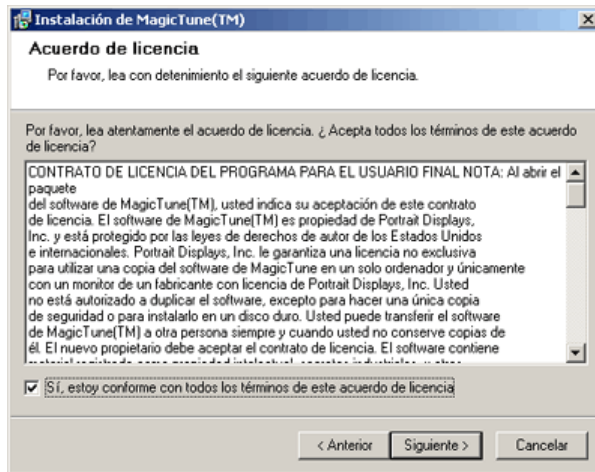 Instalación de MagicTune(TM)
Acuerdo de licencia
Por favor, lea con detenimiento el siguiente acuerdo de licencia.
Por favor, lea atentamente el acuerdo de licencia. ¿ Acepta todos los términos de este acuerdo
de licencia?
CONTRATO DE LICENCIA DEL PROGRAMA PARA EL USUARIO FINAL NOTA: Al abrir el
paquete
del software de MagicTune(TM), usted indica su aceptación de este contrato
de licencia. El software de MagicTune(TM) es propiedad de Portrait Displays,
Inc. y está protegido por las leyes de derechos de autor de los Estados Unidos
e internacionales. Portrait Displays, Inc. le garantiza una licencia no exclusiva
para utilizar una copia del software de MagicTune en un solo ordenador y únicamente
con un monitor de un fabricante con licencia de Portrait Displays, Inc. Usted
no está autorizado a duplicar el software, excepto para hacer una única copia
de seguridad o para instalarlo en un disco duro. Usted puede transferir el software
de MagicTune(TM) a otra persona siempre y cuando usted no conserve copias de
él. El nuevo propietario debe aceptar el contrato de licencia. El software contiene
Sí, estoy conforme con todos los términos de este acuerdo de licencia
< Anterior
Siguiente >
Cancelar